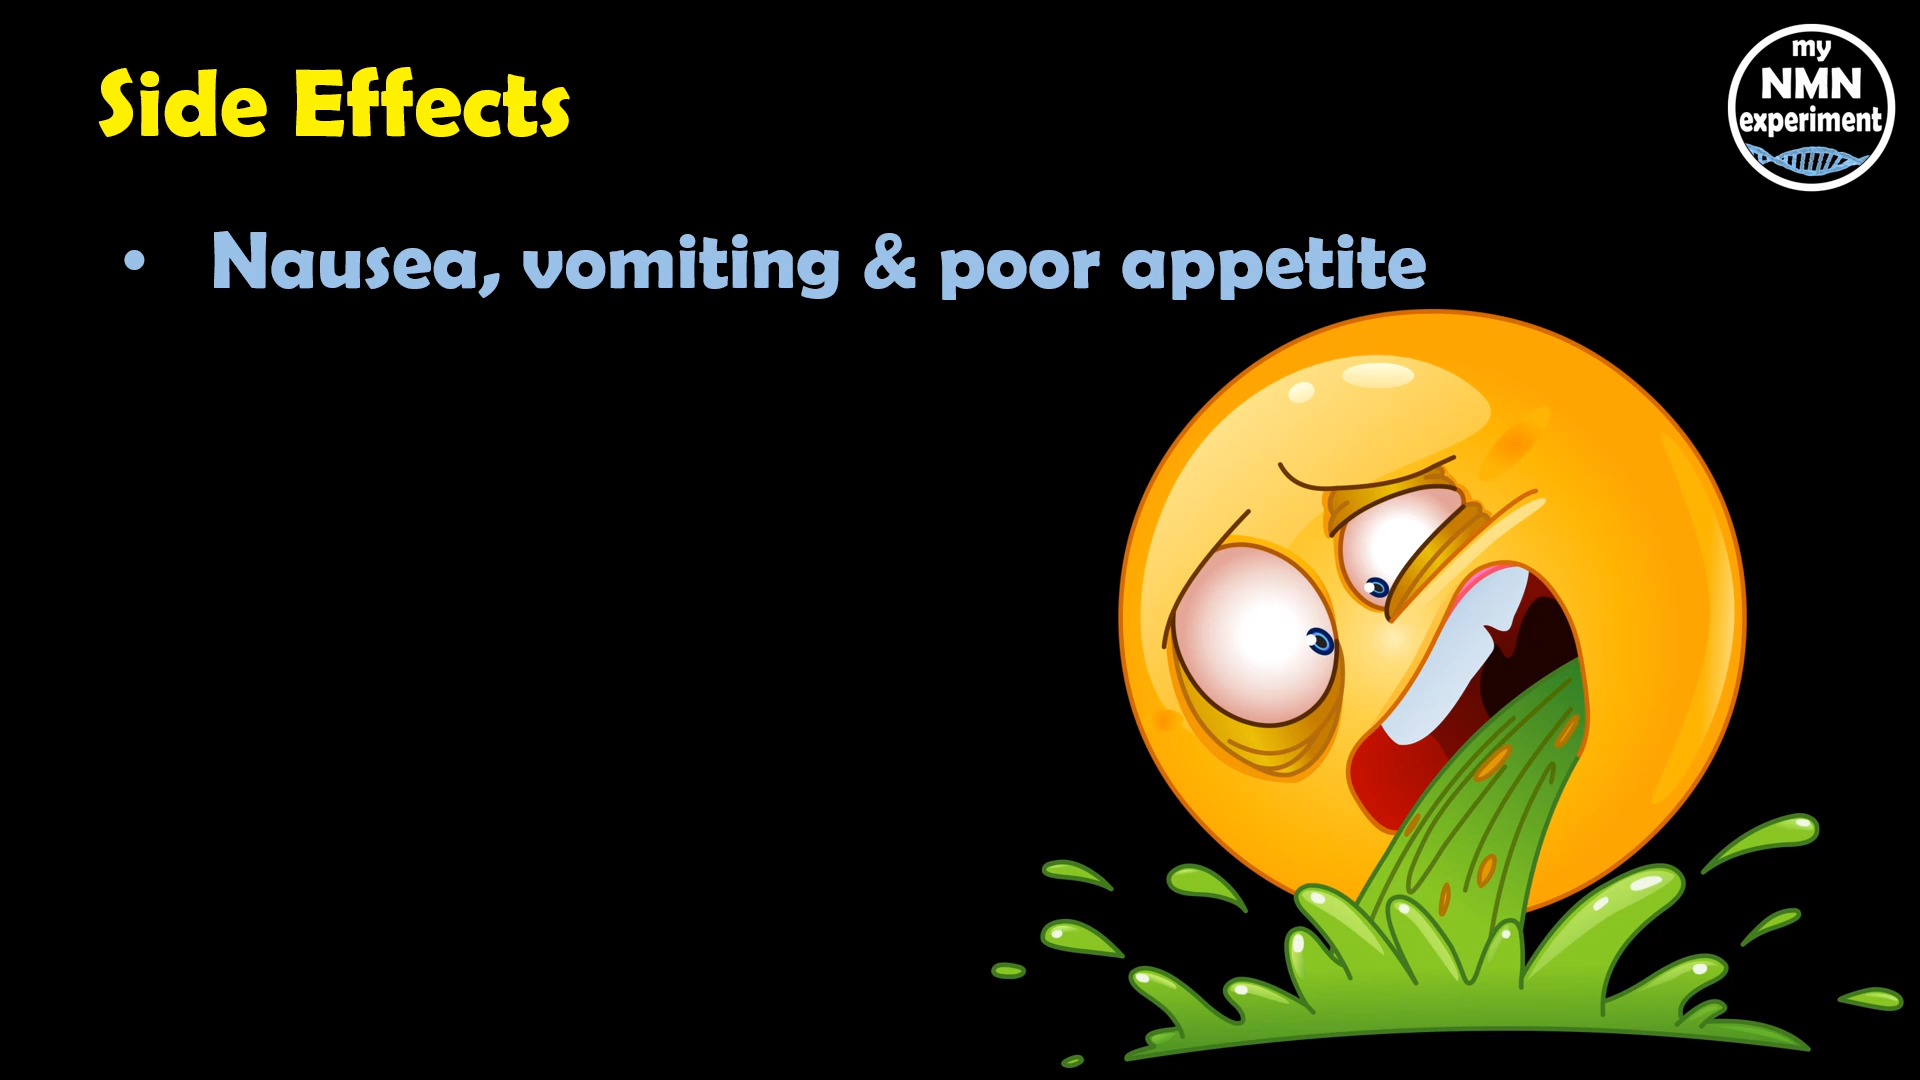 Side Effects
my
NMN
experiment
• Nausea, vomiting & poor appetite